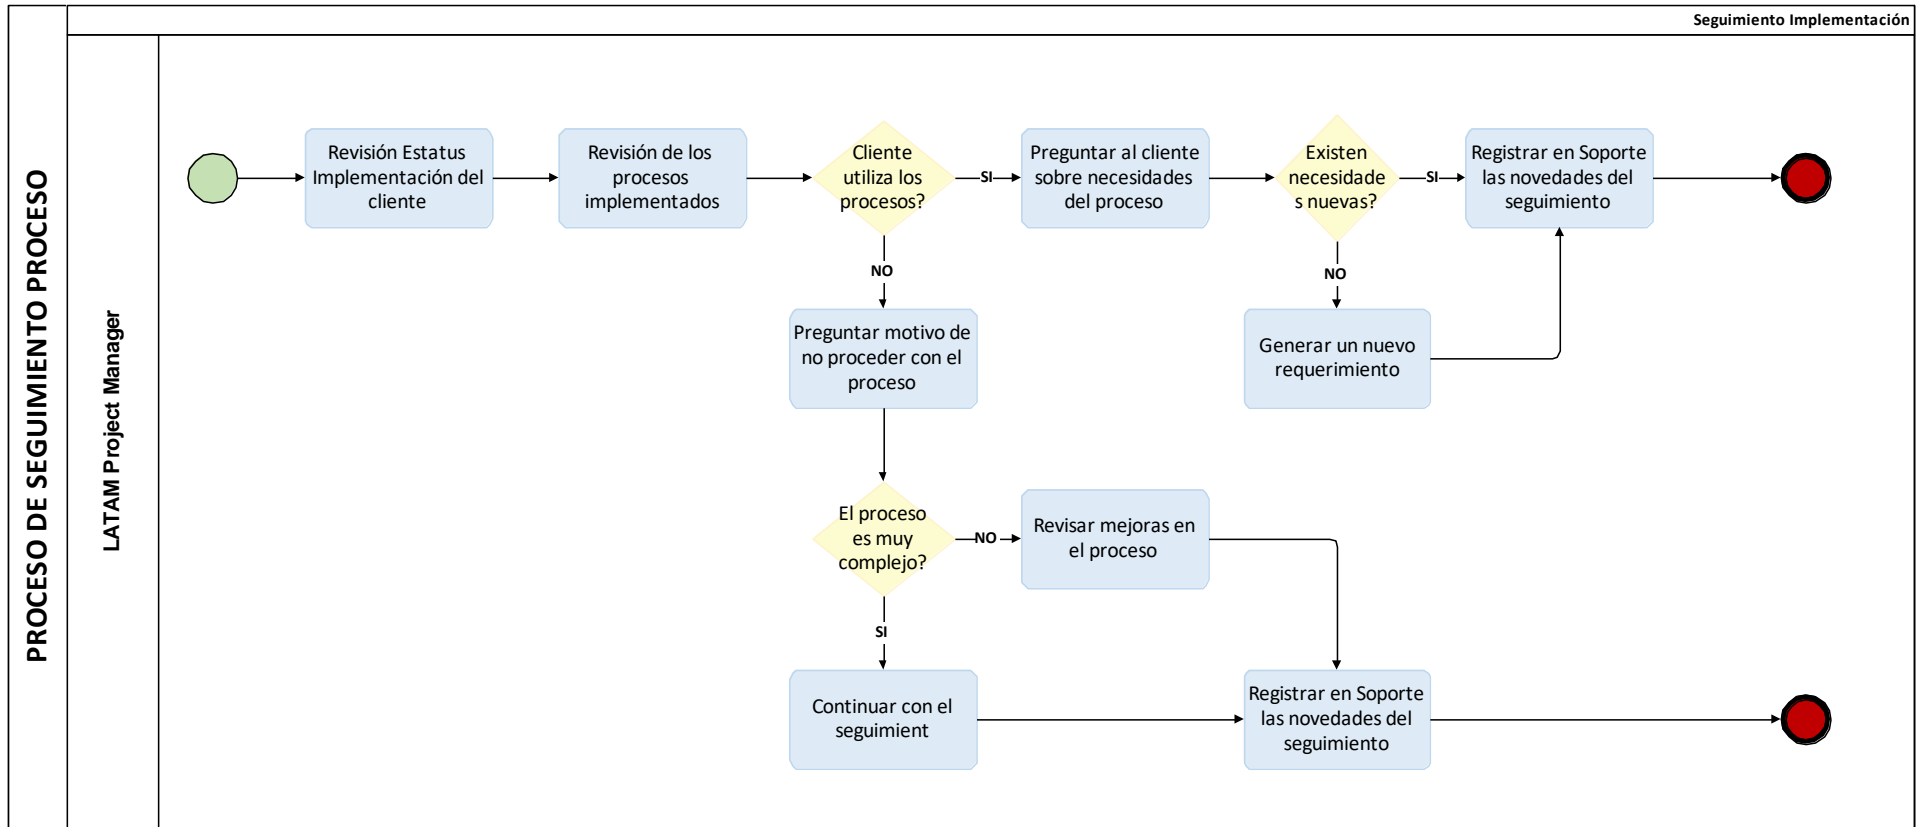 Seguimiento Implementación
PROCESO DE SEGUIMIENTO PROCESO
LATAM Project Manager
Revisión Estatus
Implementación del
cliente
Revisión de los
procesos
implementados
Cliente
utiliza los
procesos?
SI
Preguntar al cliente
sobre necesidades
del proceso
Existen
necesidade
s nuevas?
SI
Registrar en Soporte
las novedades del
seguimiento
NO
NO
Preguntar motivo de
no proceder con el
proceso
Generar un nuevo
requerimiento
El proceso
es muy
complejo?
NO
Revisar mejoras en
el proceso
SI
Continuar con el
seguimient
Registrar en Soporte
las novedades del
seguimiento